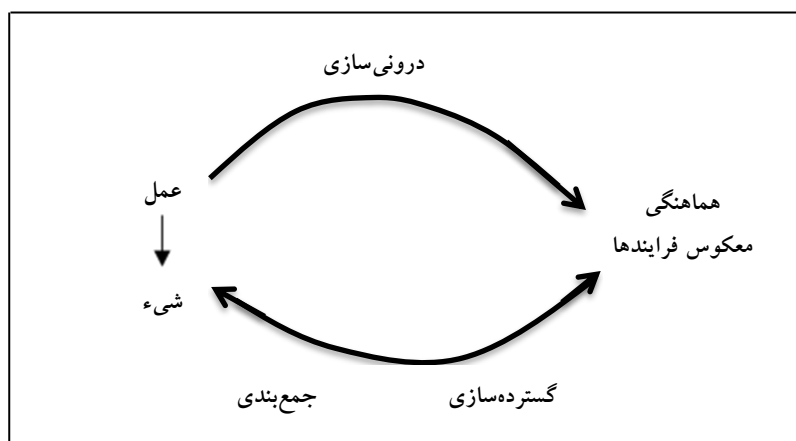 درونی‌سازی
عمل
هماهنگی
معکوس فرایندها
شیء
گسترده‌سازی
جمع‌بندی